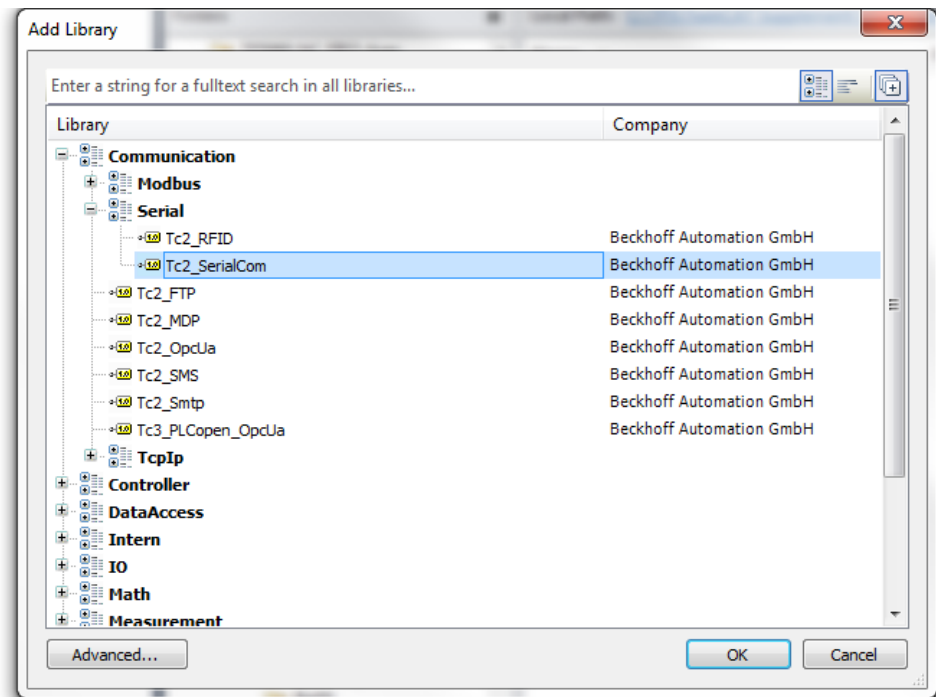 Add Library
Enter a string for a fulltext search in all libraries...
Library Company
Communication
Modbus
Serial
Tc2_RFID Beckhoff Automation GmbH
Tc2_SerialCom Beckhoff Automation GmbH
Tc2_FTP Beckhoff Automation GmbH
Tc2_MDP Beckhoff Automation GmbH
Tc2_OpcUa Beckhoff Automation GmbH
Tc2_SMS Beckhoff Automation GmbH
Tc2_Smtp Beckhoff Automation GmbH
Tc3_PLCopen_OpcUa Beckhoff Automation GmbH
TcpIp
Controller
DataAccess
Intern
IO
Math
Measurement
Advanced... OK Cancel